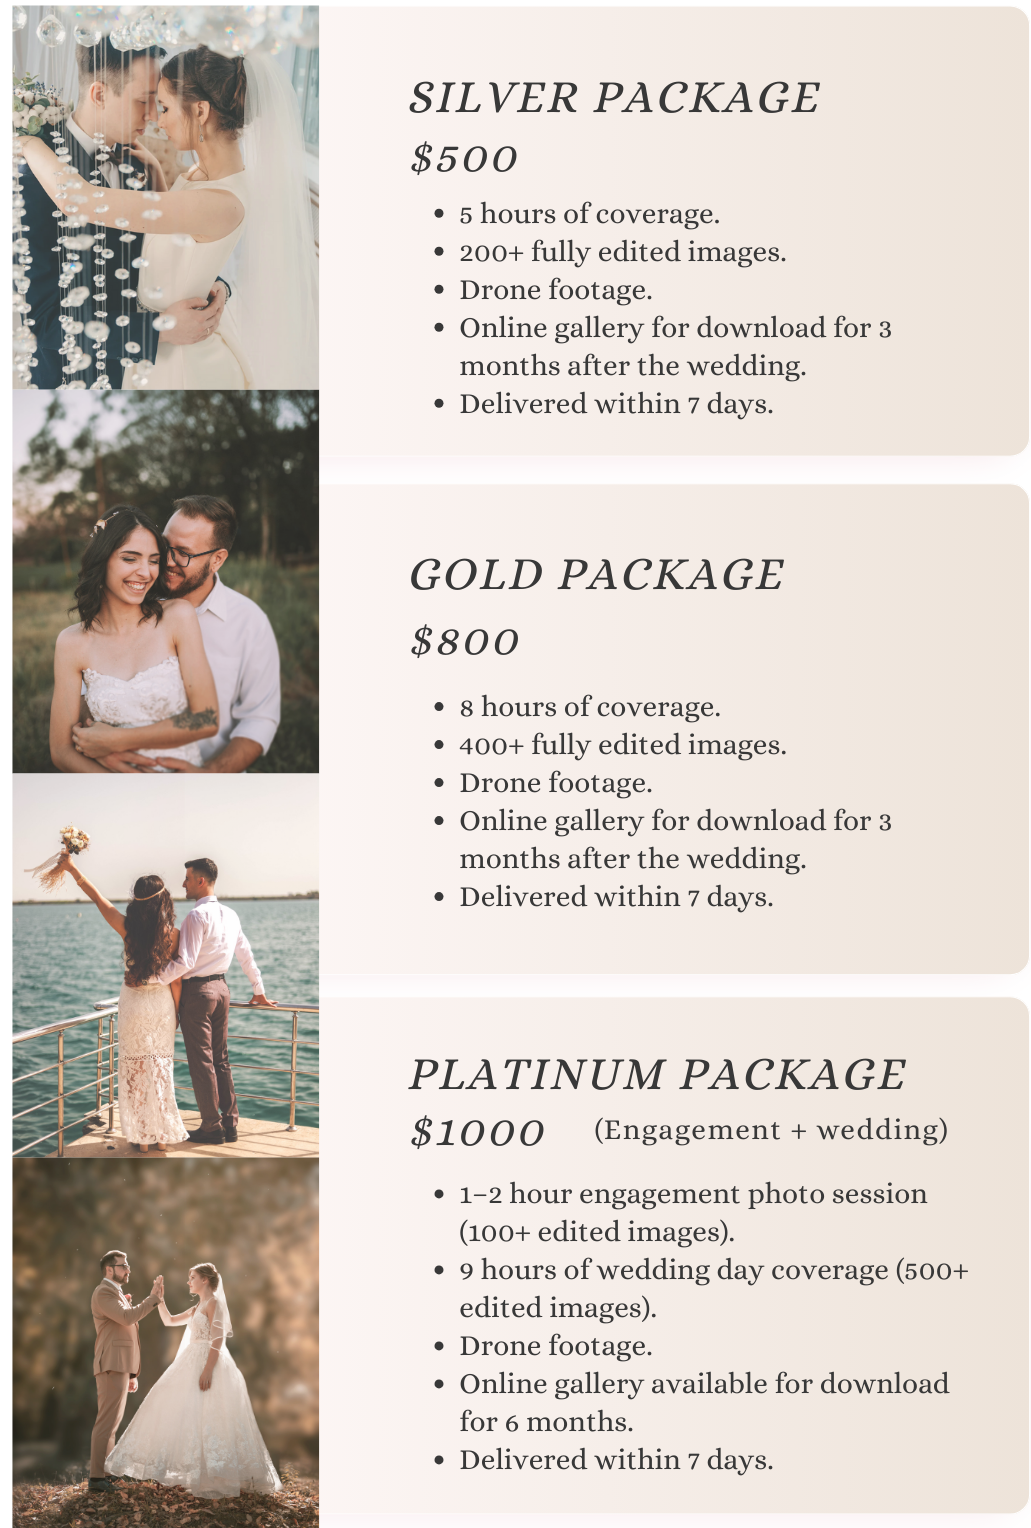 SILVER PACKAGE
$500
• 5 hours of coverage.
• 200+ fully edited images.
• Drone footage.
• Online gallery for download for 3
months after the wedding.
• Delivered within 7 days.
GOLD PACKAGE
$800
• 8 hours of coverage.
• 400+ fully edited images.
• Drone footage.
• Online gallery for download for 3
months after the wedding.
• Delivered within 7 days.
PLATINUM PACKAGE
$1000 (Engagement + wedding)
• 1–2 hour engagement photo session
(100+ edited images).
• 9 hours of wedding day coverage (500+
edited images).
• Drone footage.
• Online gallery available for download
for 6 months.
• Delivered within 7 days.